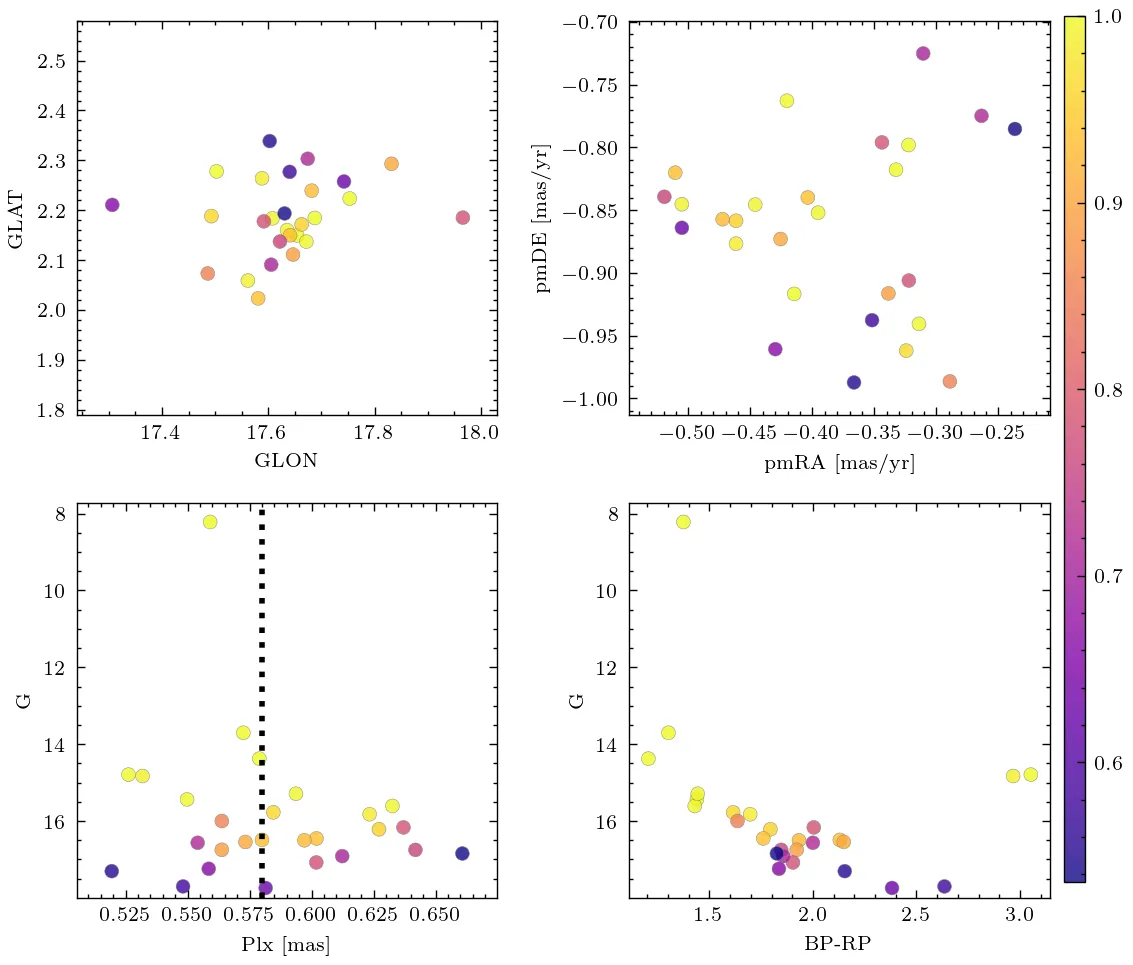 2.5
2.4
2.3
2.2
2.1
2.0
1.9
1.8
GLAT
17.4 17.6 17.8 18.0
GLON
−0.70
−0.75
−0.80
−0.85
−0.90
−0.95
−1.00
pmDE [mas/yr]
−0.50 −0.45 −0.40 −0.35 −0.30 −0.25
pmRA [mas/yr]
1.0
0.9
0.8
0.7
0.6
8
10
12
14
16
G
0.525 0.550 0.575 0.600 0.625 0.650
Plx [mas]
8
10
12
14
16
G
1.5 2.0 2.5 3.0
BP-RP